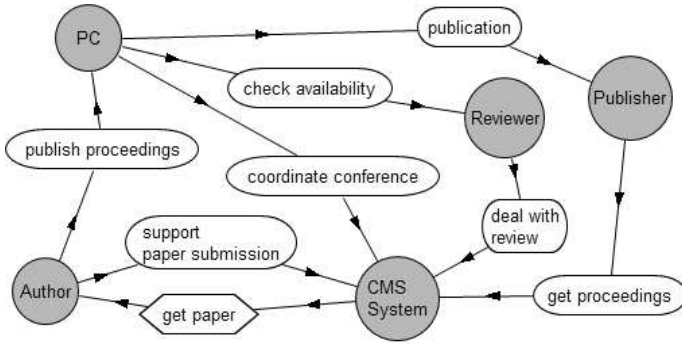 PC
publication
check availability
Publisher
Reviewer
publish proceedings
coordinate conference
support
paper submission
deal with
review
Author
CMS
System
get paper
get proceedings